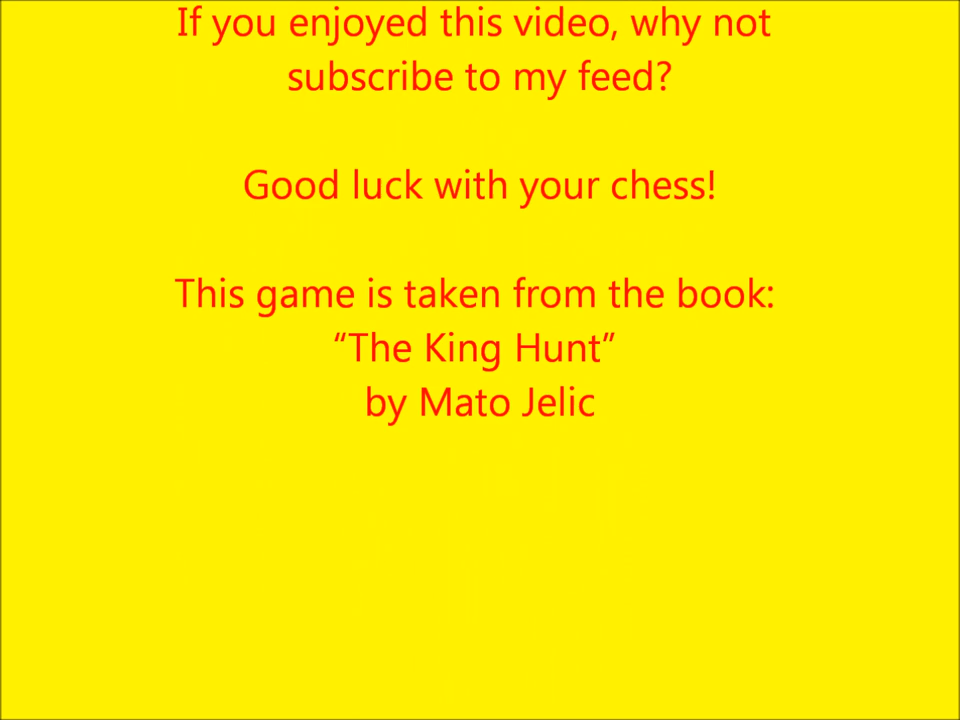 If you enjoyed this video, why not
subscribe to my feed?
Good luck with your chess!
This game is taken from the book:
“The King Hunt”
by Mato Jelic